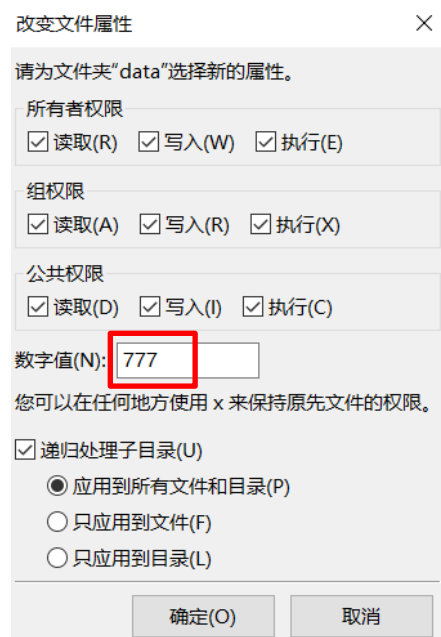 改变文件属性
请为文件夹“data”选择新的属性。
所有者权限
读取(R) 写入(W) 执行(E)
组权限
读取(A) 写入(R) 执行(X)
公共权限
读取(D) 写入(I) 执行(C)
数字值(N): 777
您可以在任何地方使用 x 来保持原先文件的权限。
递归处理子目录(U)
应用到所有文件和目录(P)
只应用到文件(F)
只应用到目录(L)
确定(O) 取消